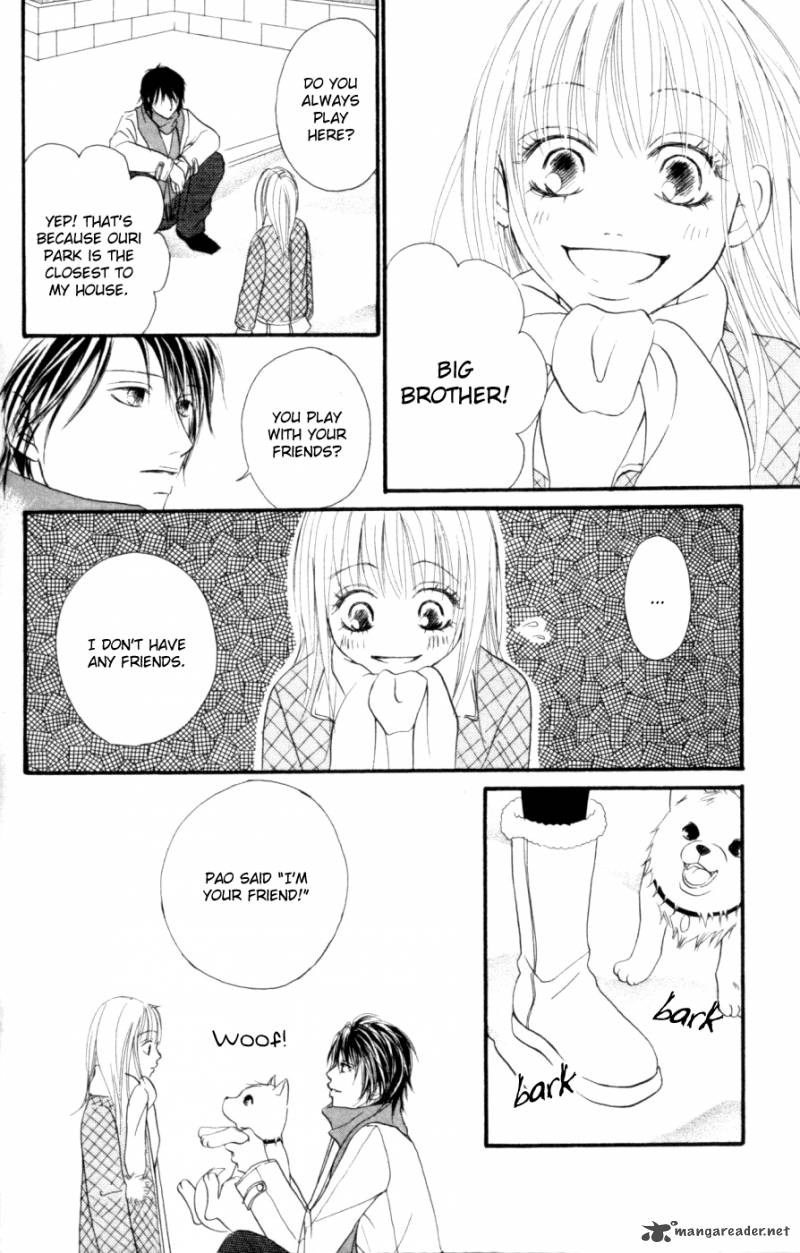 BIG
BROTHER!
DO YOU
ALWAYS
PLAY
HERE?
YEP! THAT'S
BECAUSE OURI
PARK IS THE
CLOSEST TO
MY HOUSE.
YOU PLAY
WITH YOUR
FRIENDS?
...
I DON'T HAVE
ANY FRIENDS.
bark
bark
PAO SAID "I'M
YOUR FRIEND!"
Woof!
mangareader.net